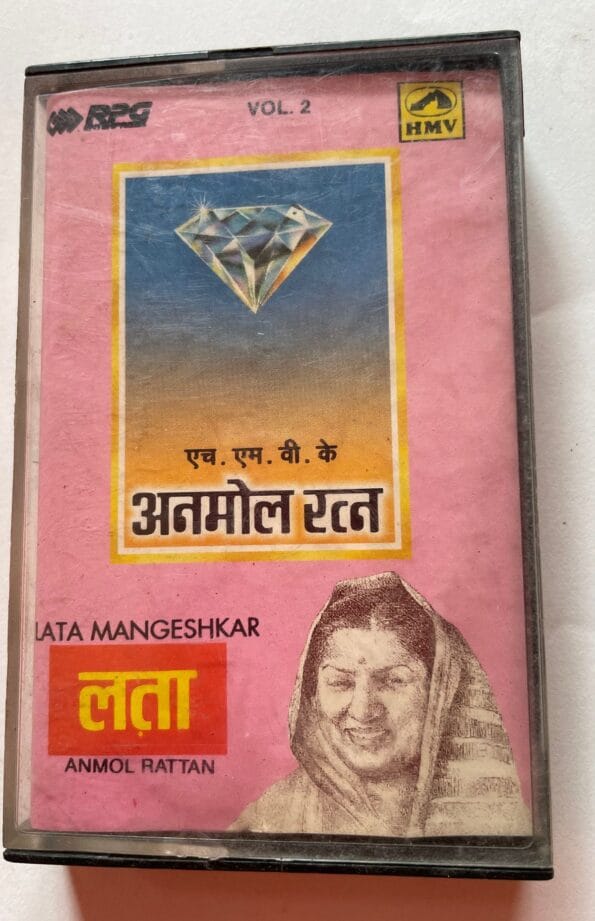 RPG
VOL. 2
HMV
एच. एम. वी. के
अनमोल रत्न
LATA MANGESHKAR
लता
ANMOL RATTAN